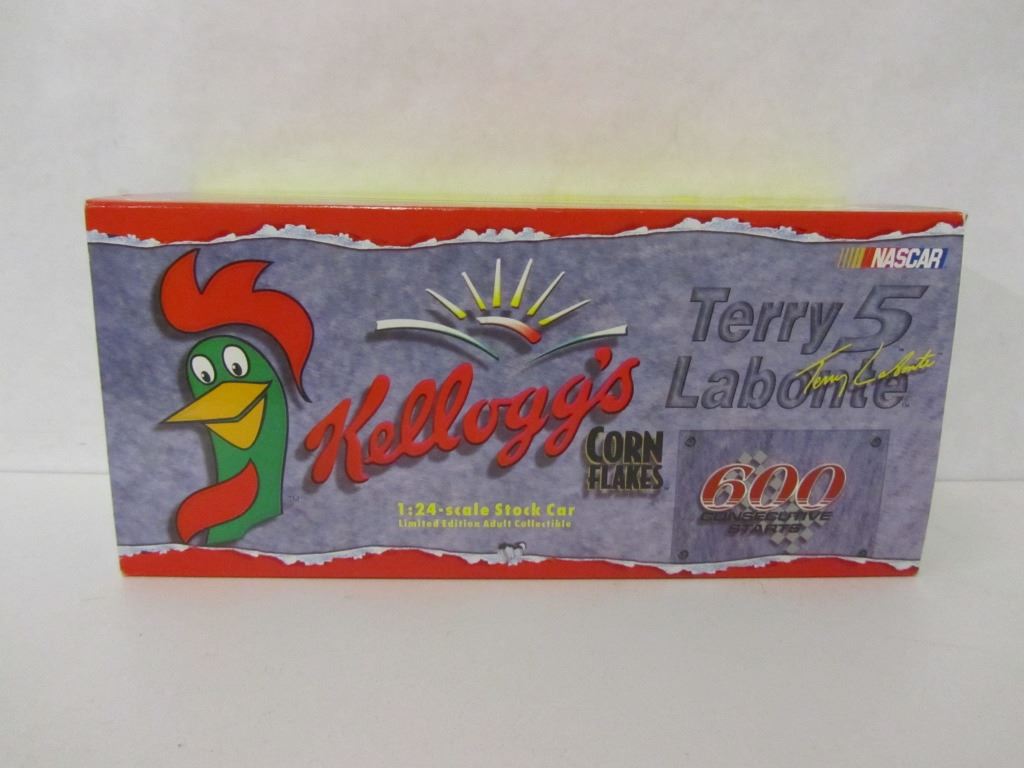 NASCAR
Terry 5
Labonte
Terry Labonte
Kellogg's
CORN
FLAKES
TM
1:24-scale Stock Car
Limited Edition Adult Collectible
600
CONSECUTIVE
STARTS